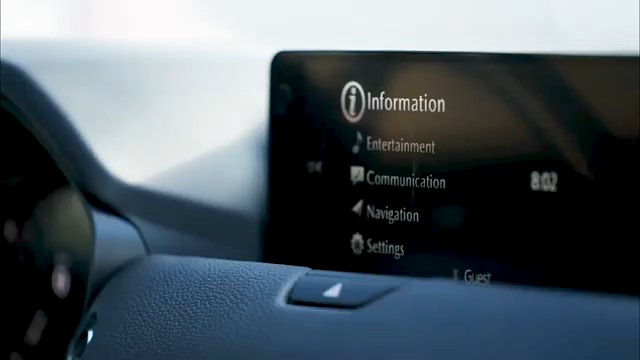 Information
Entertainment
Communication
8:02
Navigation
Settings
Guest